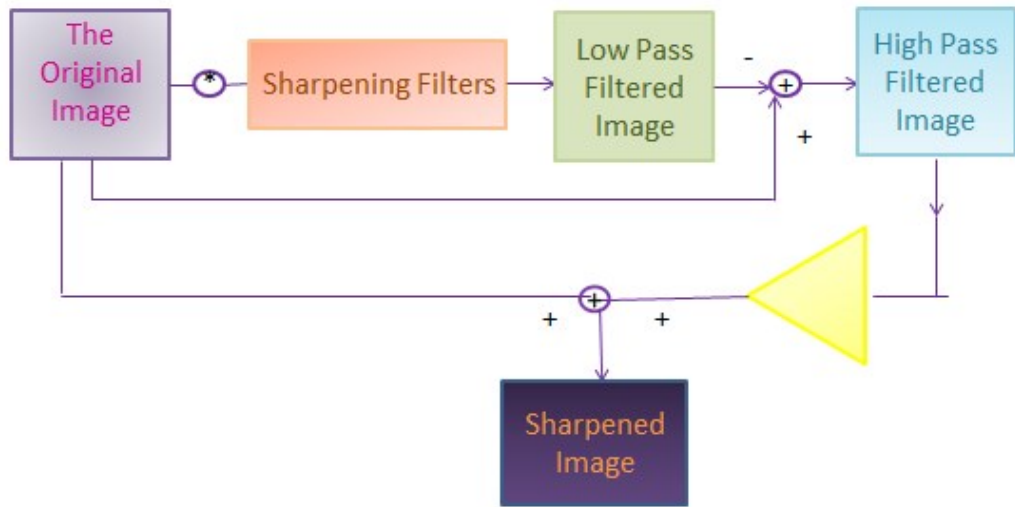 The
Original
Image
*
Sharpening Filters
Low Pass
Filtered
Image
-
+
+
High Pass
Filtered
Image
+
+
+
Sharpened
Image